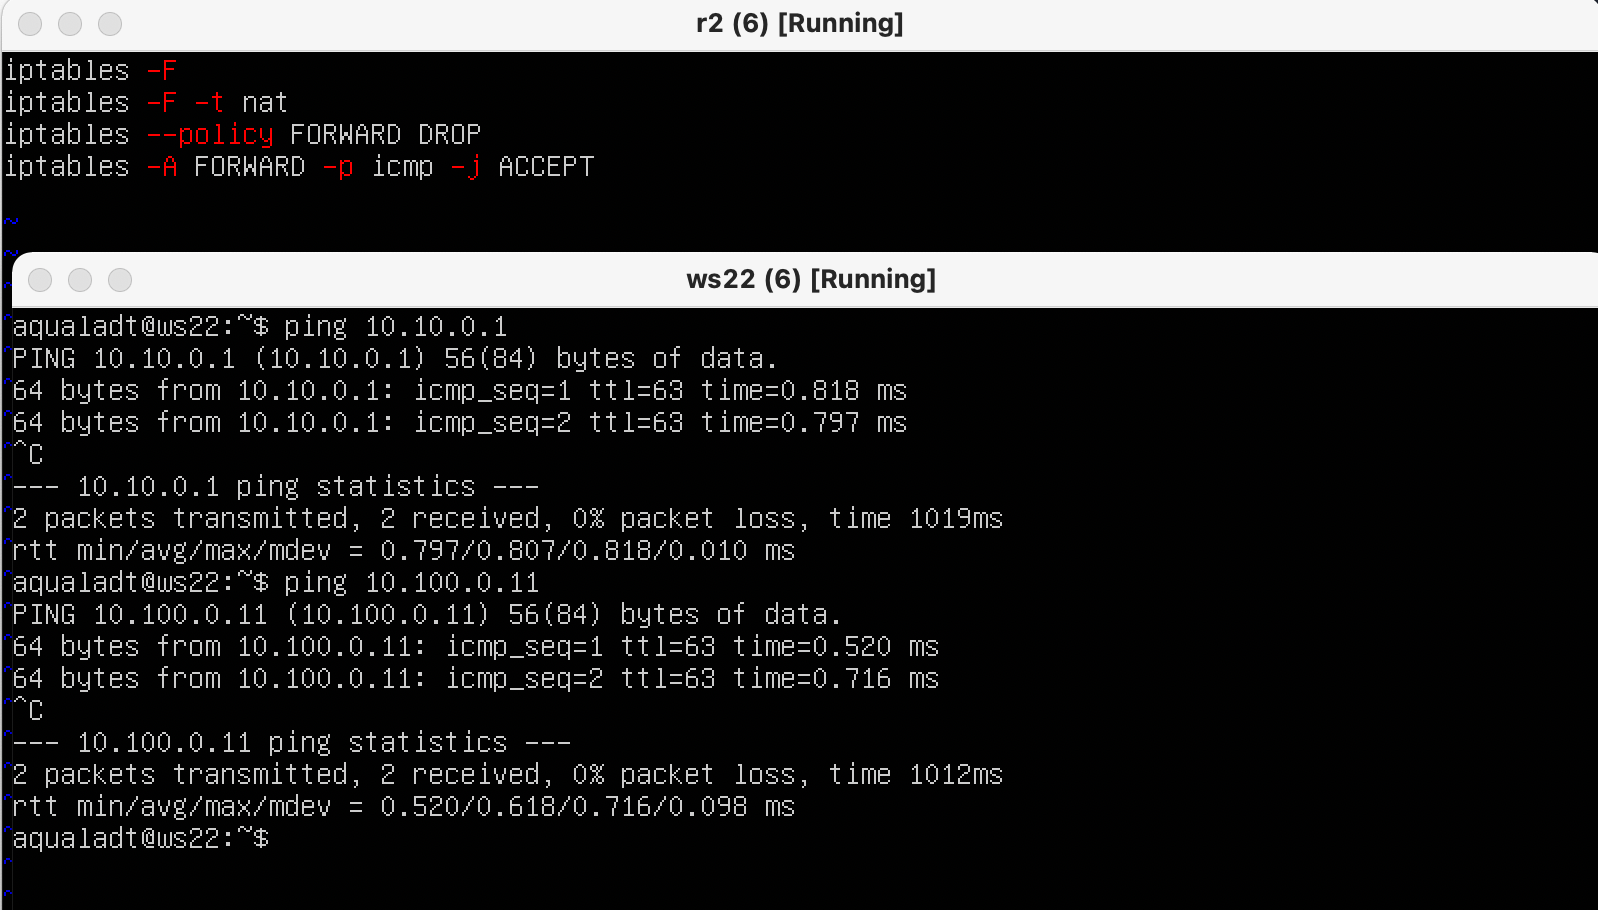 r2 (6) [Running]
iptables -F
iptables -F -t nat
iptables --policy FORWARD DROP
iptables -A FORWARD -p icmp -j ACCEPT
~
~
ws22 (6) [Running]
aqualadt@ws22:~$ ping 10.10.0.1
PING 10.10.0.1 (10.10.0.1) 56(84) bytes of data.
64 bytes from 10.10.0.1: icmp_seq=1 ttl=63 time=0.818 ms
64 bytes from 10.10.0.1: icmp_seq=2 ttl=63 time=0.797 ms
^C
--- 10.10.0.1 ping statistics ---
2 packets transmitted, 2 received, 0% packet loss, time 1019ms
rtt min/avg/max/mdev = 0.797/0.807/0.818/0.010 ms
aqualadt@ws22:~$ ping 10.100.0.11
PING 10.100.0.11 (10.100.0.11) 56(84) bytes of data.
64 bytes from 10.100.0.11: icmp_seq=1 ttl=63 time=0.520 ms
64 bytes from 10.100.0.11: icmp_seq=2 ttl=63 time=0.716 ms
^C
--- 10.100.0.11 ping statistics ---
2 packets transmitted, 2 received, 0% packet loss, time 1012ms
rtt min/avg/max/mdev = 0.520/0.618/0.716/0.098 ms
aqualadt@ws22:~$